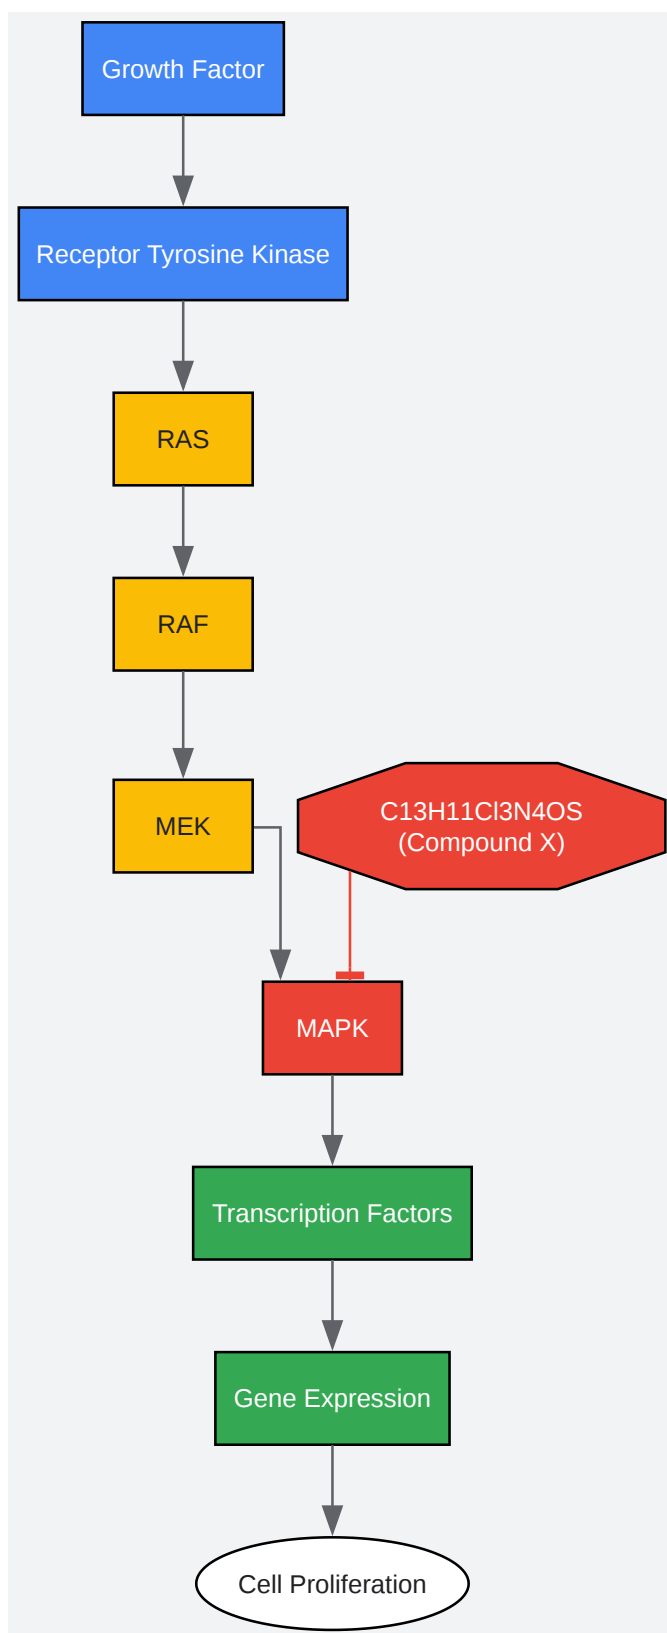 Growth Factor
Receptor Tyrosine Kinase
RAS
RAF
MEK
C13H11Cl3N4OS
(Compound X)
MAPK
Transcription Factors
Gene Expression
Cell Proliferation